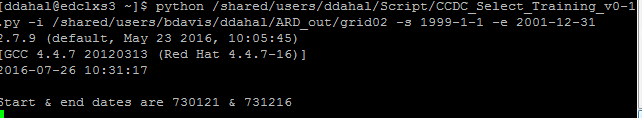 [ddahal@edclxs3 ~]$ python /shared/users/ddahal/Script/CCDC_Select_Training_v0-1
.py -i /shared/users/bdavis/ddahal/ARD_out/grid02 -s 1999-1-1 -e 2001-12-31
2.7.9 (default, May 23 2016, 10:05:45)
[GCC 4.4.7 20120313 (Red Hat 4.4.7-16)]
2016-07-26 10:31:17
Start & end dates are 730121 & 731216